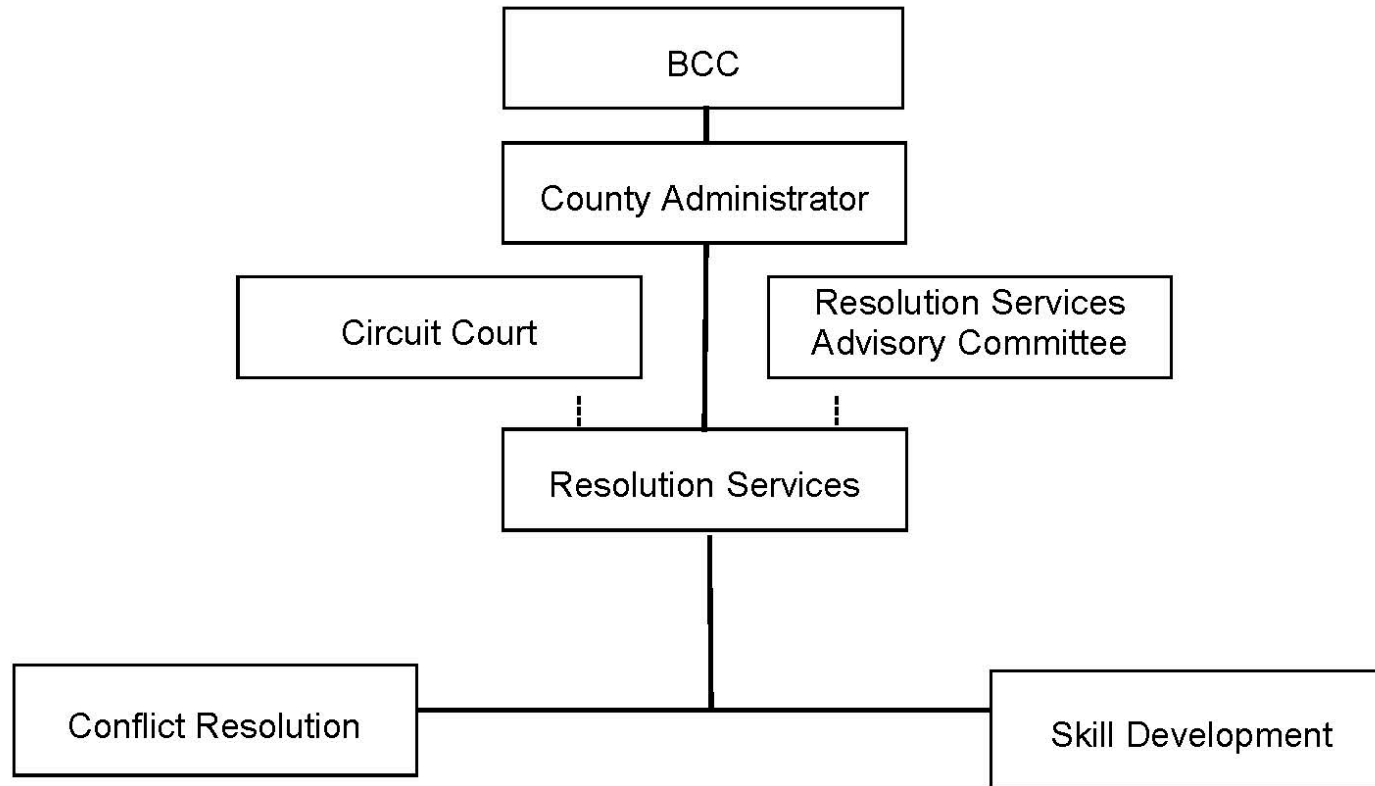 BCC
County Administrator
Circuit Court
Resolution Services
Advisory Committee
Resolution Services
Conflict Resolution
Skill Development